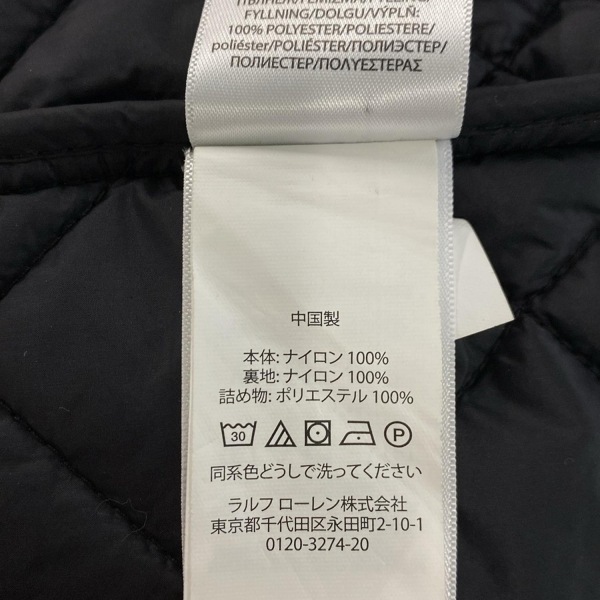 FYLLNING/DOLGU/VÝPLŇ:
100% POLYESTER/POLIESTERE/
poliéster/POLIÉSTER/ПОЛИЭСТЕР/
ПОЛИЕСТЕР/ΠΟΛΥΕΣΤΕΡΑΣ
中国製
本体: ナイロン 100%
裏地: ナイロン 100%
詰め物: ポリエステル 100%
30 P
同系色どうしで洗ってください
ラルフ ローレン株式会社
東京都千代田区永田町2-10-1
0120-3274-20